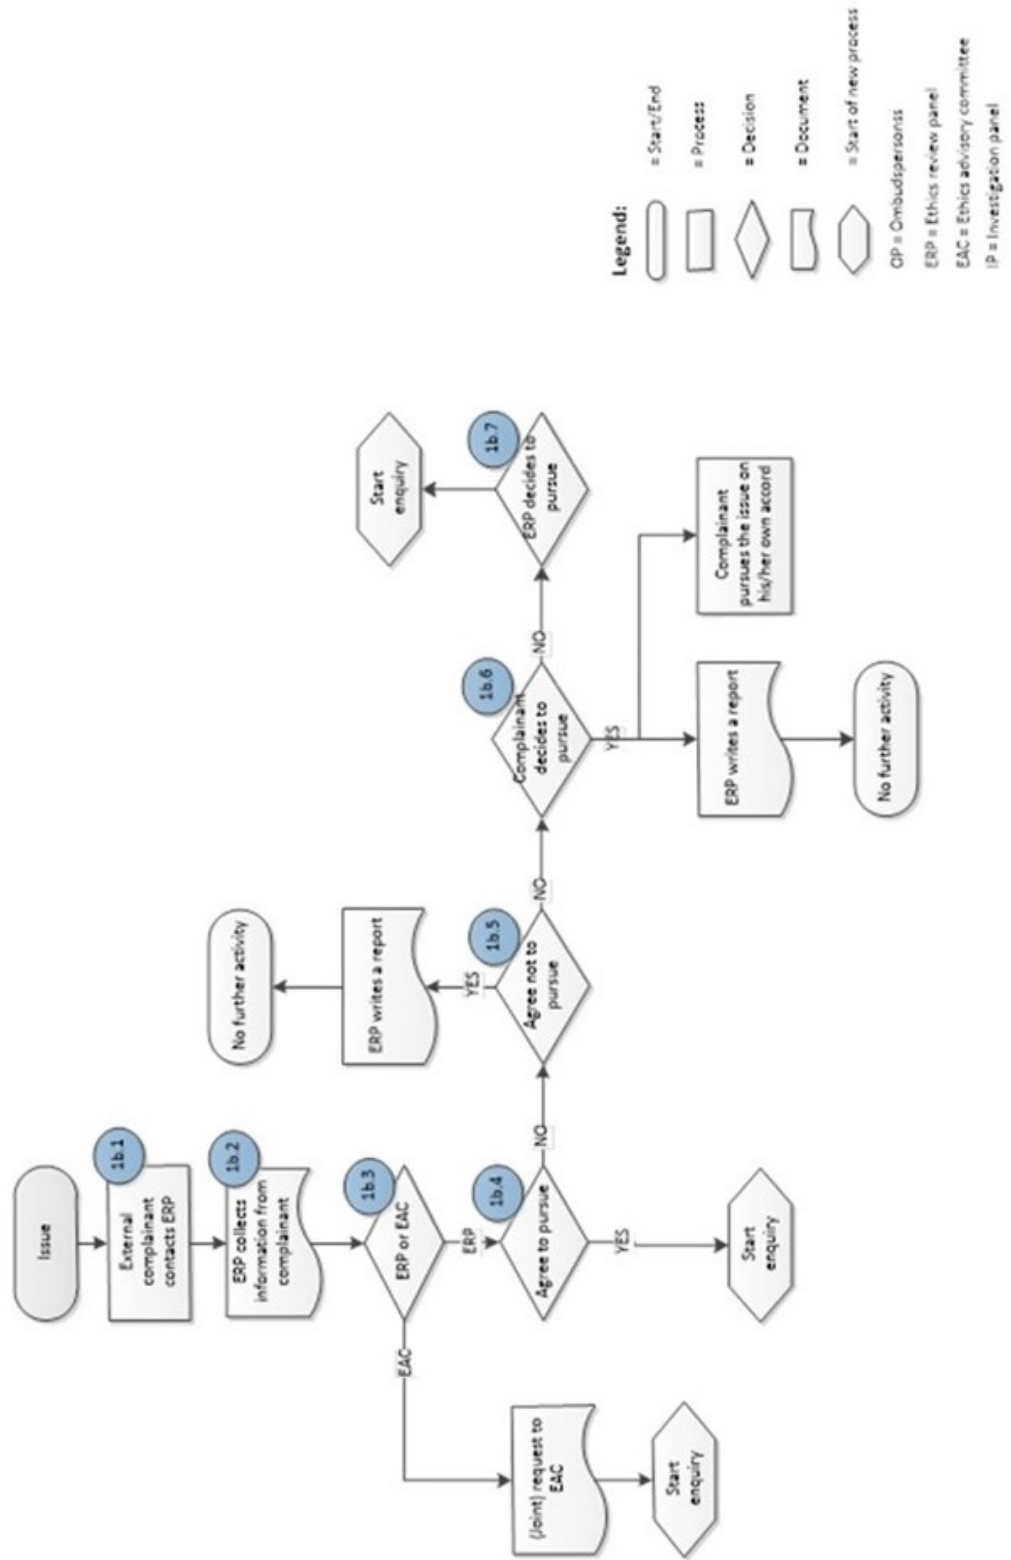 Issue
External
complainant
contacts ERP
1b.1
ERP collects
information from
complainant
1b.2
ERP or EAC
1b.3
EAC
(Joint) request to
EAC
Start
enquiry
ERP
Agree to pursue
1b.4
YES
Start
enquiry
NO
Agree not to
pursue
1b.5
YES
ERP writes a report
No further activity
NO
Complainant
decides to
pursue
1b.6
YES
ERP writes a report
No further activity
Complainant
pursues the issue on
his/her own accord
NO
ERP decides to
pursue
1b.7
Start
enquiry
Legend:
= Start/End
= Process
= Decision
= Document
= Start of new process
OP = Ombudspersonss
ERP = Ethics review panel
EAC = Ethics advisory committee
IP = Investigation panel